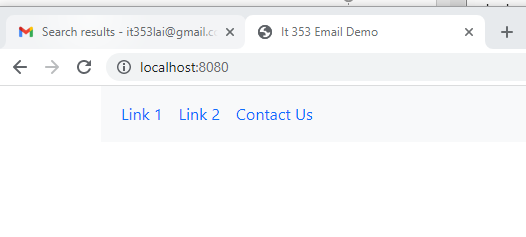 Search results - it353lai@gmail.c
It 353 Email Demo
localhost:8080
Link 1 Link 2 Contact Us